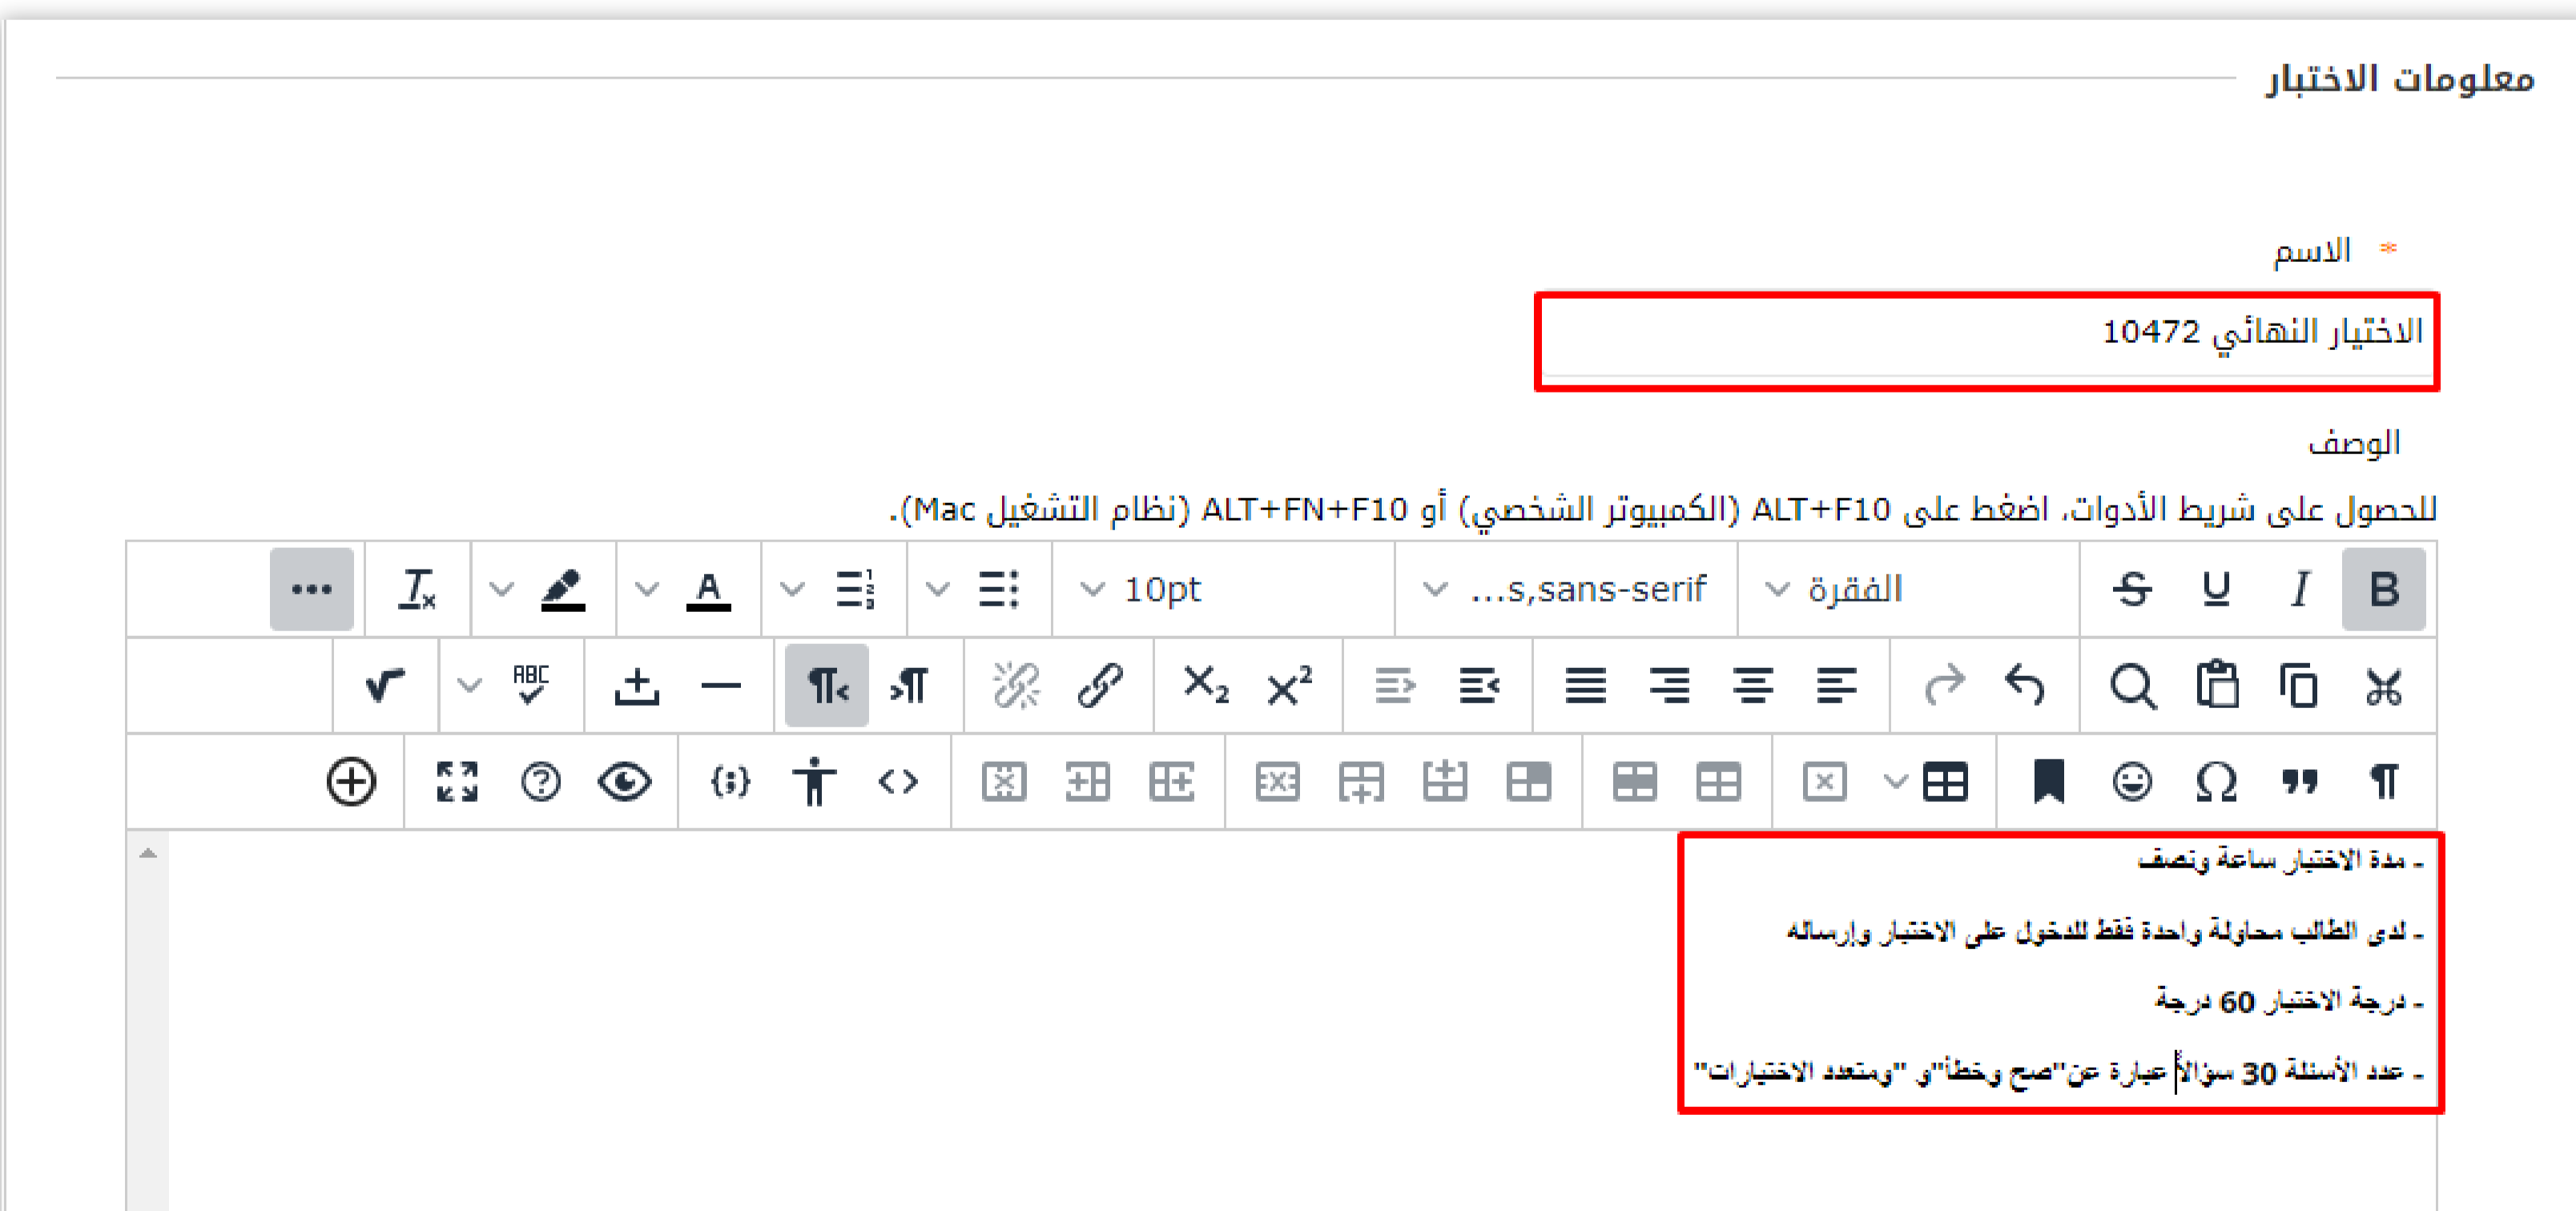 معلومات الاختبار
* الاسم
الاختبار النهائي 10472
الوصف
للحصول على شريط الأدوات، اضغط على ALT+F10 (الكمبيوتر الشخصي) أو ALT+FN+F10 (نظام التشغيل Mac).
B I U S الفقرة ...s,sans-serif 10pt
ABC
- مدة الاختبار ساعة ونصف
- لدى الطالب محاولة واحدة فقط للدخول على الاختبار وإرساله
- درجة الاختبار 60 درجة
- عدد الأسئلة 30 سؤالاً عبارة عن"صح وخطأ"و "ومتعدد الاختيارات"